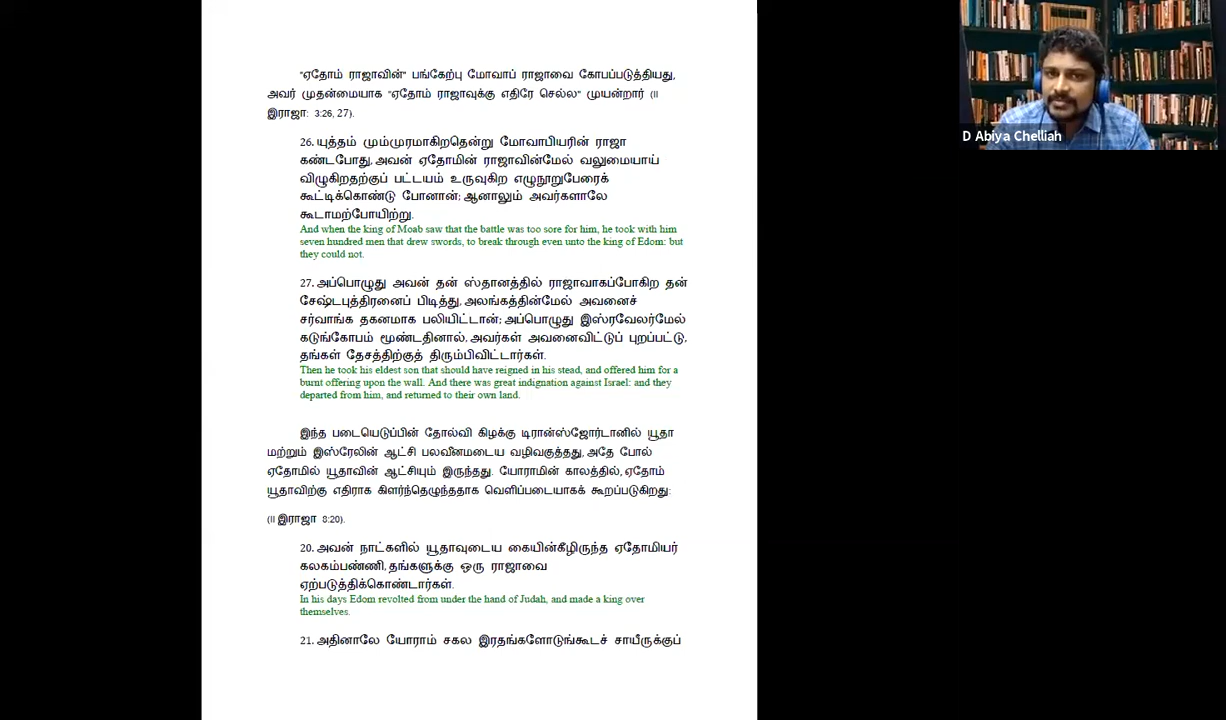 "ஏதோம் ராஜாவின்" பங்கேற்பு மோவாப் ராஜாவை கோபப்படுத்தியது,
அவர் முதன்மையாக "ஏதோம் ராஜாவுக்கு எதிரே செல்ல" முயன்றார் (II
இராஜா: 3:26, 27).
26. யுத்தம் மும்முரமாகிறதென்று மோவாபியரின் ராஜா
கண்டபோது, அவன் ஏதோமின் ராஜாவின்மேல் வலுமையாய்
விழுகிறதற்குப் பட்டயம் உருவுகிற எழுநூறுபேரைக்
கூட்டிக்கொண்டு போனான்; ஆனாலும் அவர்களாலே
கூடாமற்போயிற்று.
And when the king of Moab saw that the battle was too sore for him, he took with him
seven hundred men that drew swords, to break through even unto the king of Edom: but
they could not.
27. அப்பொழுது அவன் தன் ஸ்தானத்தில் ராஜாவாகப்போகிற தன்
சேஷ்டபுத்திரனைப் பிடித்து, அலங்கத்தின்மேல் அவனைச்
சர்வாங்க தகனமாக பலியிட்டான்; அப்பொழுது இஸ்ரவேலர்மேல்
கடுங்கோபம் மூண்டதினால், அவர்கள் அவனைவிட்டுப் புறப்பட்டு,
தங்கள் தேசத்திற்குத் திரும்பிவிட்டார்கள்.
Then he took his eldest son that should have reigned in his stead, and offered him for a
burnt offering upon the wall. And there was great indignation against Israel: and they
departed from him, and returned to their own land.
இந்த படையெடுப்பின் தோல்வி கிழக்கு டிரான்ஸ்ஜோர்டானில் யூதா
மற்றும் இஸ்ரேலின் ஆட்சி பலவீனமடைய வழிவகுத்தது, அதே போல்
ஏதோமில் யூதாவின் ஆட்சியும் இருந்தது. யோராமின் காலத்தில், ஏதோம்
யூதாவிற்கு எதிராக கிளர்ந்தெழுந்ததாக வெளிப்படையாகக் கூறப்படுகிறது:
(II இராஜா 8:20).
20. அவன் நாட்களில் யூதாவுடைய கையின்கீழிருந்த ஏதோமியர்
கலகம்பண்ணி, தங்களுக்கு ஒரு ராஜாவை
ஏற்படுத்திக்கொண்டார்கள்.
In his days Edom revolted from under the hand of Judah, and made a king over
themselves.
21. அதினாலே யோராம் சகல இரதங்களோடுங்கூடச் சாயீருக்குப்
D Abiya Chelliah